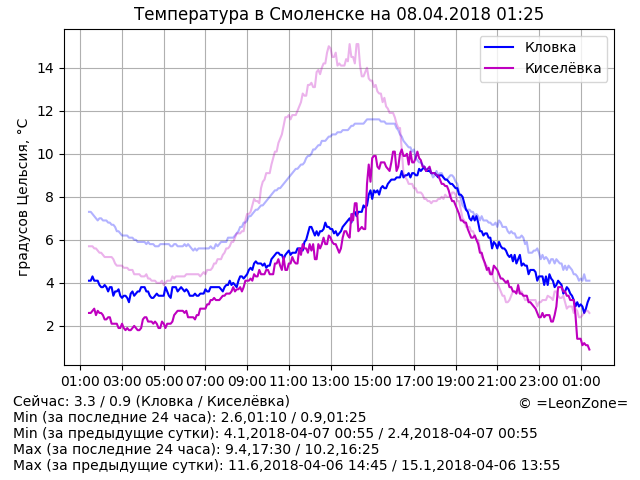 Температура в Смоленске на 08.04.2018 01:25
градусов Цельсия, °C
14
12
10
8
6
4
2
Кловка
Киселёвка
01:00 03:00 05:00 07:00 09:00 11:00 13:00 15:00 17:00 19:00 21:00 23:00 01:00
Сейчас: 3.3 / 0.9 (Кловка / Киселёвка)
© =LeonZone=
Min (за последние 24 часа): 2.6,01:10 / 0.9,01:25
Min (за предыдущие сутки): 4.1,2018-04-07 00:55 / 2.4,2018-04-07 00:55
Max (за последние 24 часа): 9.4,17:30 / 10.2,16:25
Max (за предыдущие сутки): 11.6,2018-04-06 14:45 / 15.1,2018-04-06 13:55